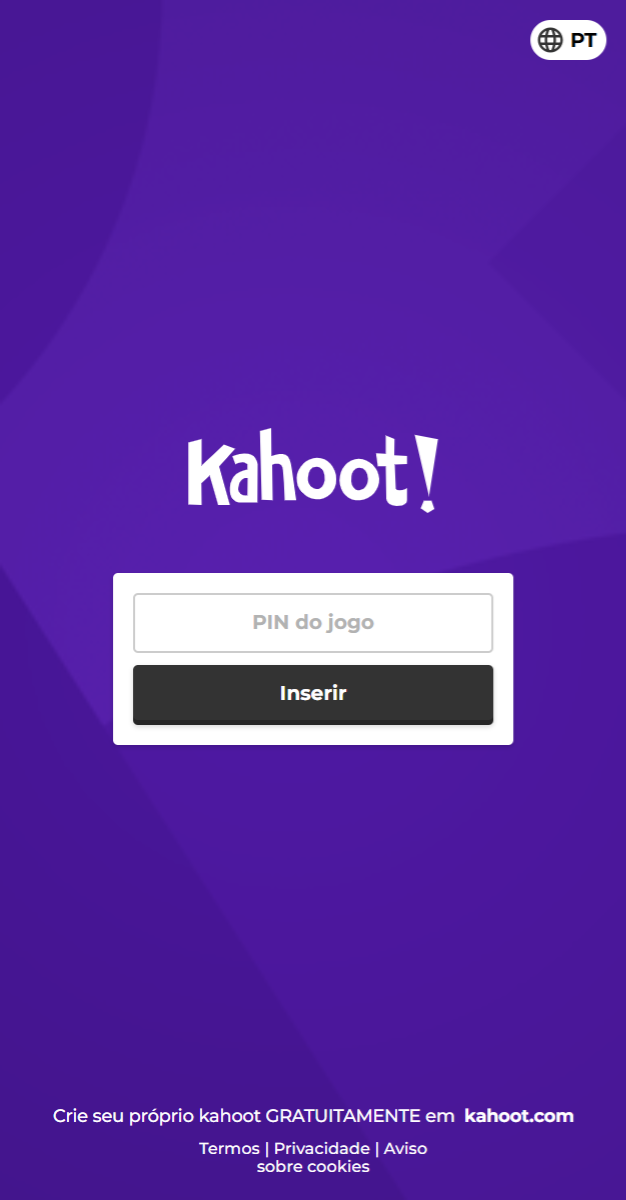 PT
Kahoot!
PIN do jogo
Inserir
Crie seu próprio kahoot GRATUITAMENTE em kahoot.com
Termos | Privacidade | Aviso
sobre cookies